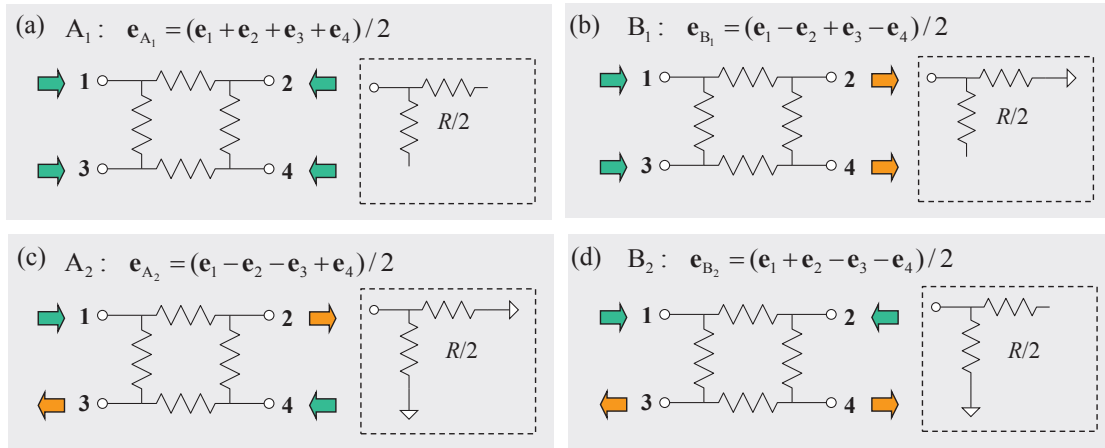 (a) A₁ : e_A₁ = (e₁ + e₂ + e₃ + e₄) / 2
1 2
R/2
3 4
(b) B₁ : e_B₁ = (e₁ − e₂ + e₃ − e₄) / 2
1 2
R/2
3 4
(c) A₂ : e_A₂ = (e₁ − e₂ − e₃ + e₄) / 2
1 2
R/2
3 4
(d) B₂ : e_B₂ = (e₁ + e₂ − e₃ − e₄) / 2
1 2
R/2
3 4